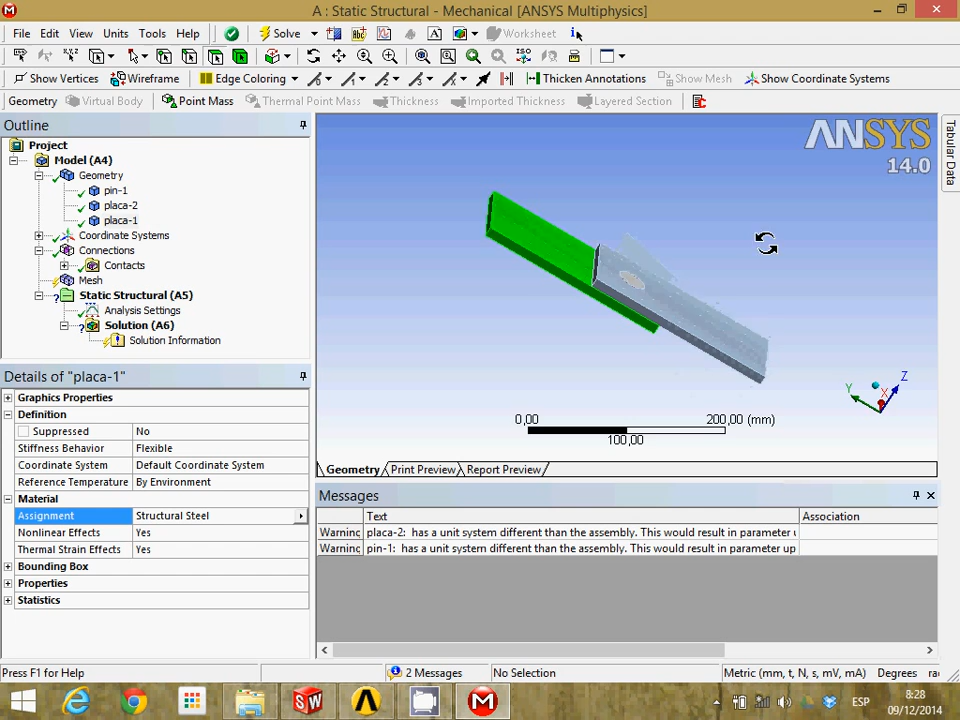 A : Static Structural - Mechanical [ANSYS Multiphysics]
File Edit View Units Tools Help Solve Worksheet
Show Vertices Wireframe Edge Coloring Thicken Annotations Show Mesh Show Coordinate Systems
Geometry Virtual Body Point Mass Thermal Point Mass Thickness Imported Thickness Layered Section
Outline
Project
Model (A4)
Geometry
pin-1
placa-2
placa-1
Coordinate Systems
Connections
Contacts
Mesh
Static Structural (A5)
Analysis Settings
Solution (A6)
Solution Information
Details of "placa-1"
Graphics Properties
Definition
Suppressed No
Stiffness Behavior Flexible
Coordinate System Default Coordinate System
Reference Temperature By Environment
Material
Assignment Structural Steel
Nonlinear Effects Yes
Thermal Strain Effects Yes
Bounding Box
Properties
Statistics
ANSYS
14.0
Tabular Data
Z
Y
X
0,00 200,00 (mm)
100,00
Geometry Print Preview Report Preview
Messages
Text Association
Warning placa-2: has a unit system different than the assembly. This would result in parameter
Warning pin-1: has a unit system different than the assembly. This would result in parameter up
Press F1 for Help 2 Messages No Selection Metric (mm, t, N, s, mV, mA) Degrees
ESP
8:28
09/12/2014